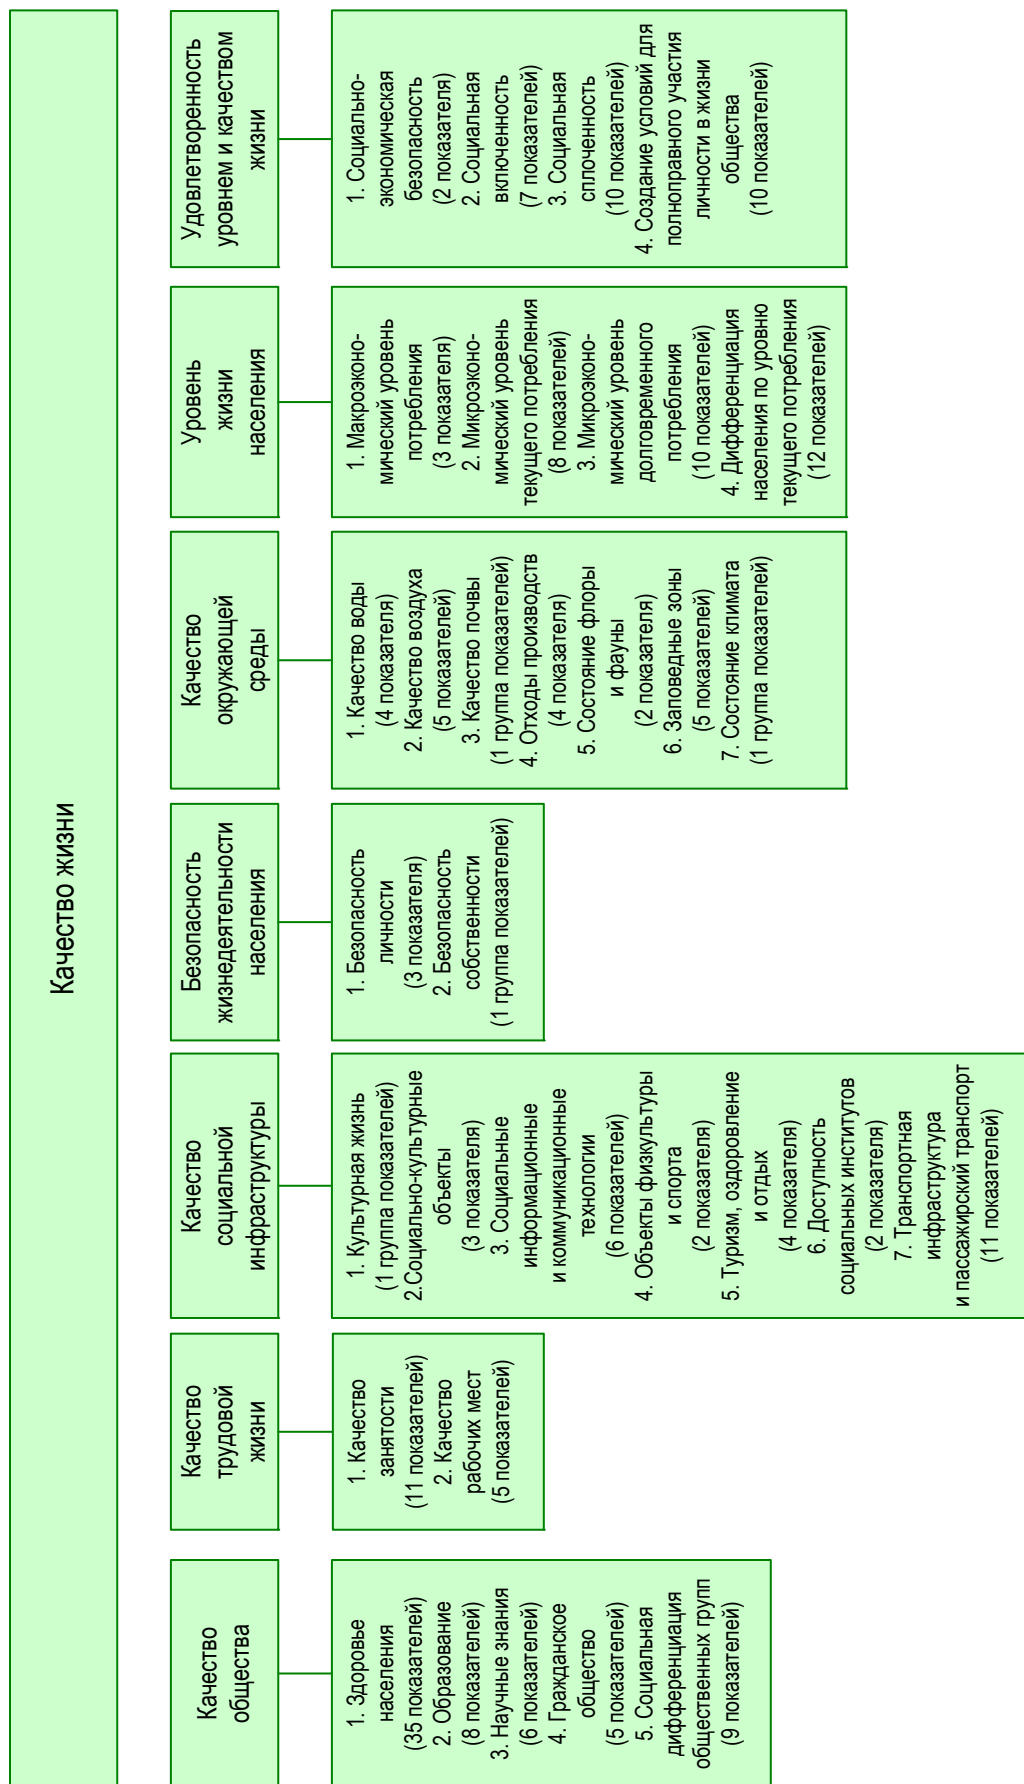 Качество жизни
Качество
общества
1. Здоровье
населения
(35 показателей)
2. Образование
(8 показателей)
3. Научные знания
(6 показателей)
4. Гражданское
общество
(5 показателей)
5. Социальная
дифференциация
общественных групп
(9 показателей)
Качество
трудовой
жизни
1. Качество
занятости
(11 показателей)
2. Качество
рабочих мест
(5 показателей)
Качество
социальной
инфраструктуры
1. Культурная жизнь
(1 группа показателей)
2.Социально-культурные
объекты
(3 показателя)
3. Социальные
информационные
и коммуникационные
технологии
(6 показателей)
4. Объекты физкультуры
и спорта
(2 показателя)
5. Туризм, оздоровление
и отдых
(4 показателя)
6. Доступность
социальных институтов
(2 показателя)
7. Транспортная
инфраструктура
и пассажирский транспорт
(11 показателей)
Безопасность
жизнедеятельности
населения
1. Безопасность
личности
(3 показателя)
2. Безопасность
собственности
(1 группа показателей)
Качество
окружающей
среды
1. Качество воды
(4 показателя)
2. Качество воздуха
(5 показателей)
3. Качество почвы
(1 группа показателей)
4. Отходы производств
(4 показателя)
5. Состояние флоры
и фауны
(2 показателя)
6. Заповедные зоны
(5 показателей)
7. Состояние климата
(1 группа показателей)
Уровень
жизни
населения
1. Макроэконо-
мический уровень
потребления
(3 показателя)
2. Микроэконо-
мический уровень
текущего потребления
(8 показателей)
3. Микроэконо-
мический уровень
долговременного
потребления
(10 показателей)
4. Дифференциация
населения по уровню
текущего потребления
(12 показателей)
Удовлетворенность
уровнем и качеством
жизни
1. Социально-
экономическая
безопасность
(2 показателя)
2. Социальная
включенность
(7 показателей)
3. Социальная
сплоченность
(10 показателей)
4. Создание условий для
полноправного участия
личности в жизни
общества
(10 показателей)